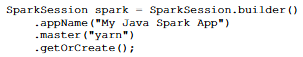 SparkSession spark = SparkSession.builder()
    .appName("My Java Spark App")
    .master("yarn")
    .getOrCreate();